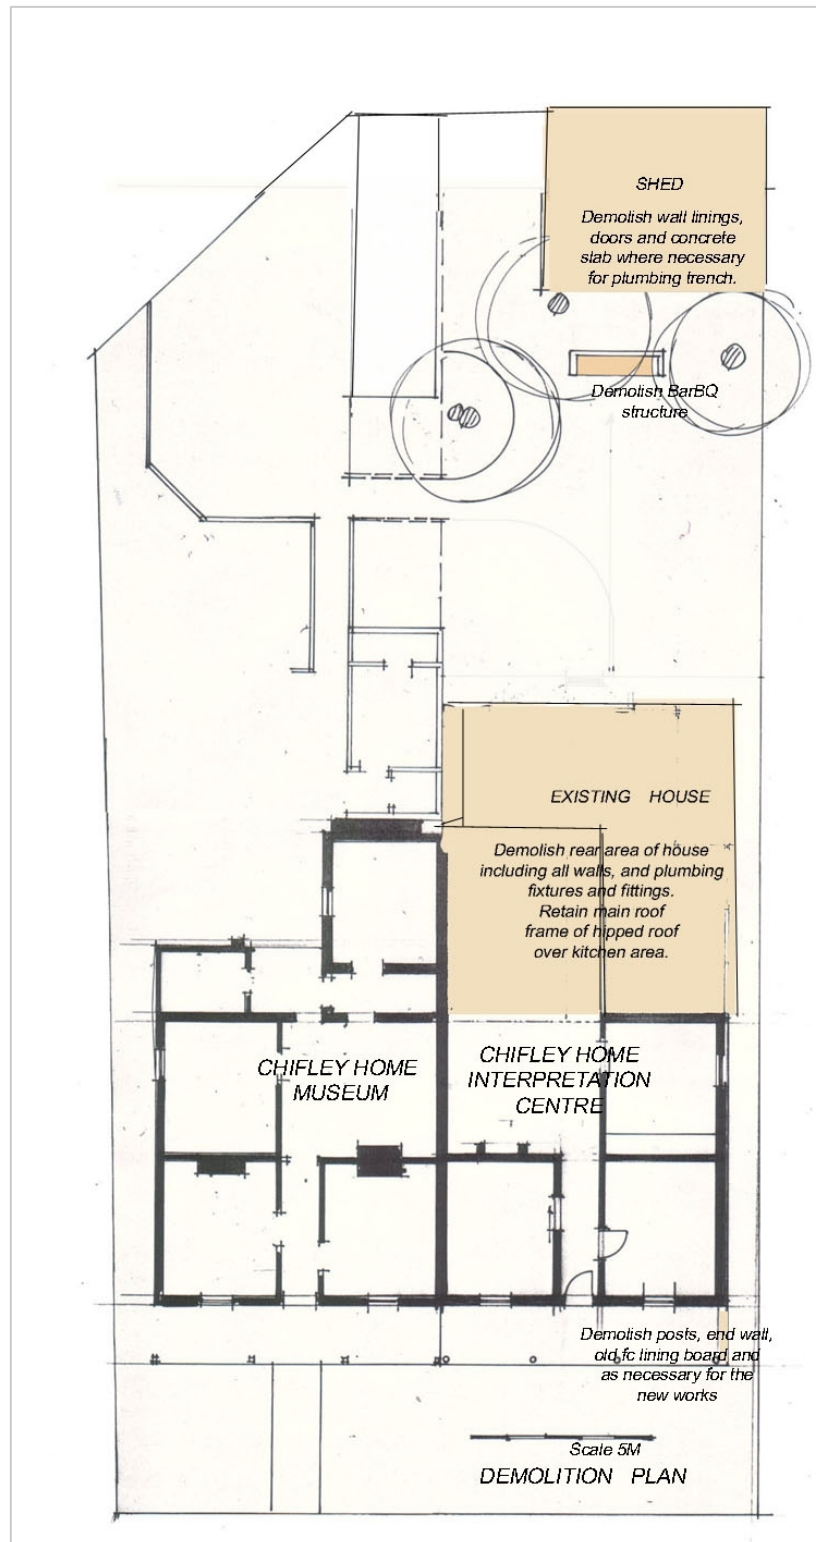 SHED
Demolish wall linings,
doors and concrete
slab where necessary
for plumbing trench.
Demolish BarBQ
structure
EXISTING HOUSE
Demolish rear area of house
including all walls, and plumbing
fixtures and fittings.
Retain main roof
frame of hipped roof
over kitchen area.
CHIFLEY HOME
MUSEUM
CHIFLEY HOME
INTERPRETATION
CENTRE
Demolish posts, end wall,
old fc lining board and
as necessary for the
new works
Scale 5M
DEMOLITION PLAN